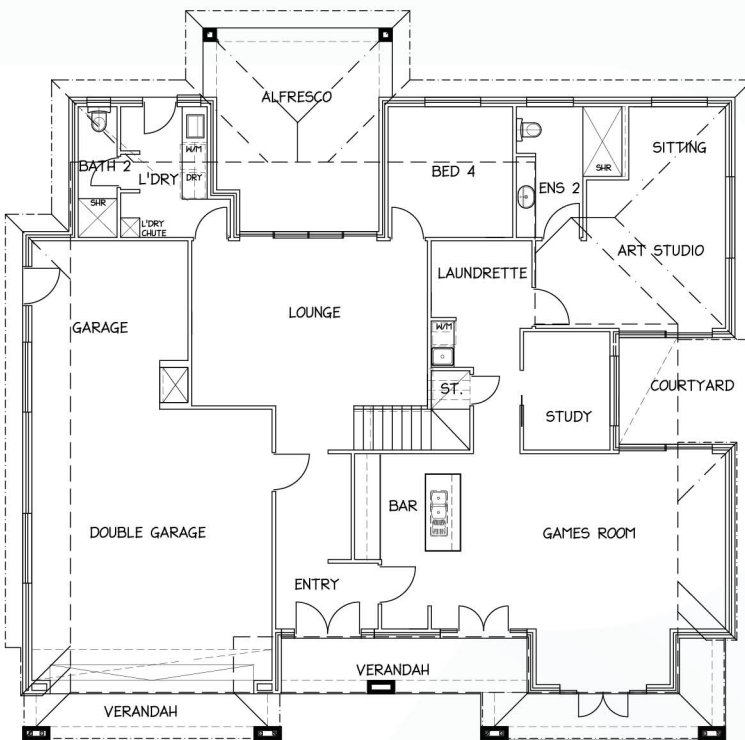 ALFRESCO
BATH 2
W/M
L'DRY
DRY
SHR
L'DRY
CHUTE
BED 4
ENS 2
SHR
SITTING
ART STUDIO
LAUNDRETTE
GARAGE
LOUNGE
W/M
ST.
STUDY
COURTYARD
BAR
DOUBLE GARAGE
GAMES ROOM
ENTRY
VERANDAH
VERANDAH